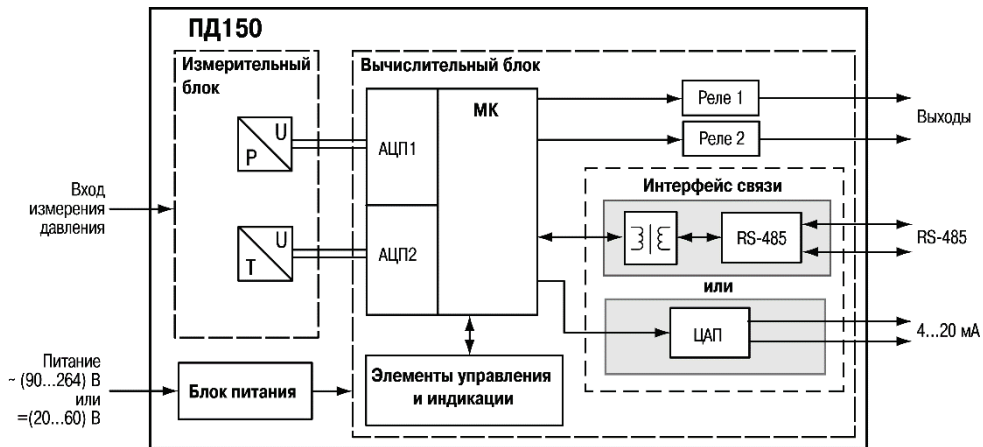 ПД150
Измерительный
блок
Вычислительный блок
U
P
АЦП1
МК
Реле 1
Реле 2
Выходы
Вход
измерения
давления
U
T
АЦП2
Интерфейс связи
RS-485
RS-485
или
ЦАП
4...20 мА
Питание
~ (90...264) В
или
=(20...60) В
Блок питания
Элементы управления
и индикации